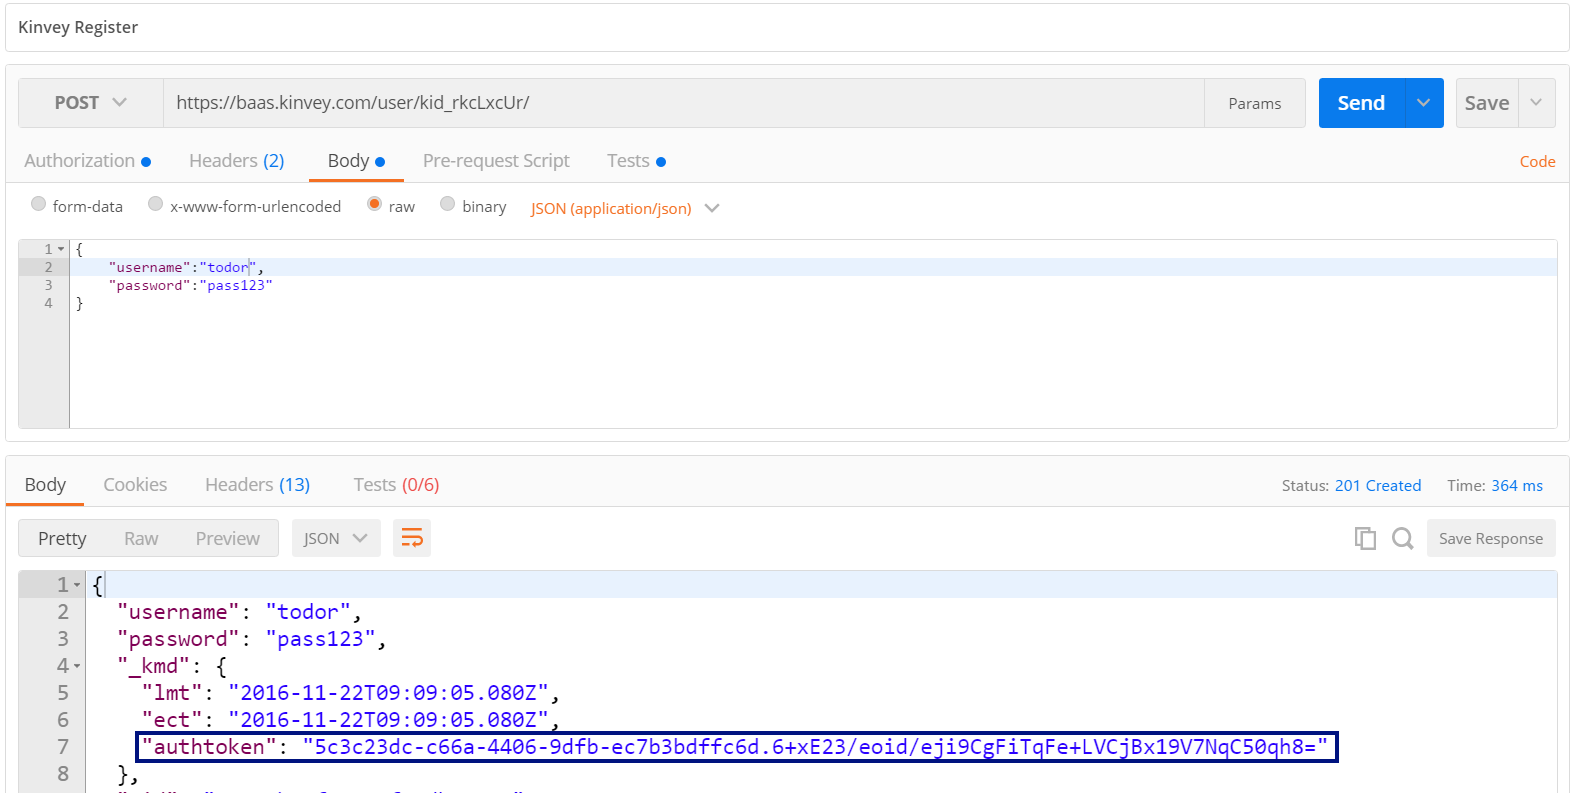 Kinvey Register
POST https://baas.kinvey.com/user/kid_rkcLxcUr/ Params Send Save
Authorization Headers (2) Body Pre-request Script Tests Code
form-data x-www-form-urlencoded raw binary JSON (application/json)
1 {
2 "username":"todor",
3 "password":"pass123"
4 }
Body Cookies Headers (13) Tests (0/6) Status: 201 Created Time: 364 ms
Pretty Raw Preview JSON Save Response
1 {
2 "username": "todor",
3 "password": "pass123",
4 "_kmd": {
5 "lmt": "2016-11-22T09:09:05.080Z",
6 "ect": "2016-11-22T09:09:05.080Z",
7 "authtoken": "5c3c23dc-c66a-4406-9dfb-ec7b3bdffc6d.6+xE23/eoid/eji9CgFiTqFe+LVCjBx19V7NqC50qh8="
8 },